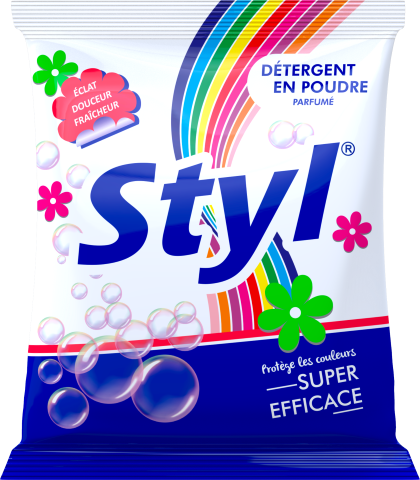 ÉCLAT
DOUCEUR
FRAÎCHEUR
DÉTERGENT
EN POUDRE
PARFUMÉ
Styl®
Protège les couleurs
SUPER
EFFICACE